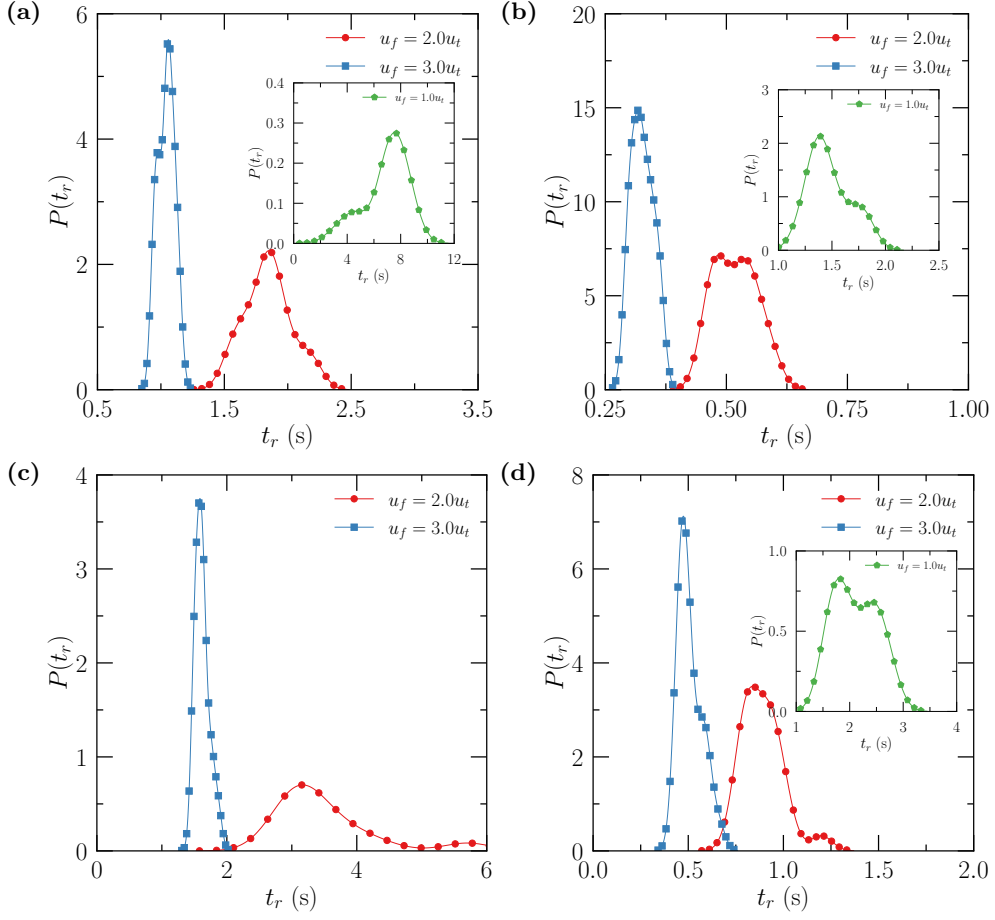 (a)
6
4
2
0
P(t_r)
u_f = 2.0u_t
u_f = 3.0u_t
0.5 1.5 2.5 3.5
t_r (s)
0.4
0.3
0.2
0.1
0.0
P(t_r)
u_f = 1.0u_t
4 8 12
t_r (s)
(b)
20
15
10
5
0
P(t_r)
u_f = 2.0u_t
u_f = 3.0u_t
0.25 0.50 0.75 1.00
t_r (s)
3
2
1
0
P(t_r)
u_f = 1.0u_t
1.0 1.5 2.0 2.5
t_r (s)
(c)
4
3
2
1
0
P(t_r)
u_f = 2.0u_t
u_f = 3.0u_t
0 2 4 6
t_r (s)
(d)
8
6
4
2
0
P(t_r)
u_f = 2.0u_t
u_f = 3.0u_t
0.0 0.5 1.0 1.5 2.0
t_r (s)
1.0
0.5
0.0
P(t_r)
u_f = 1.0u_t
1 2 3 4
t_r (s)